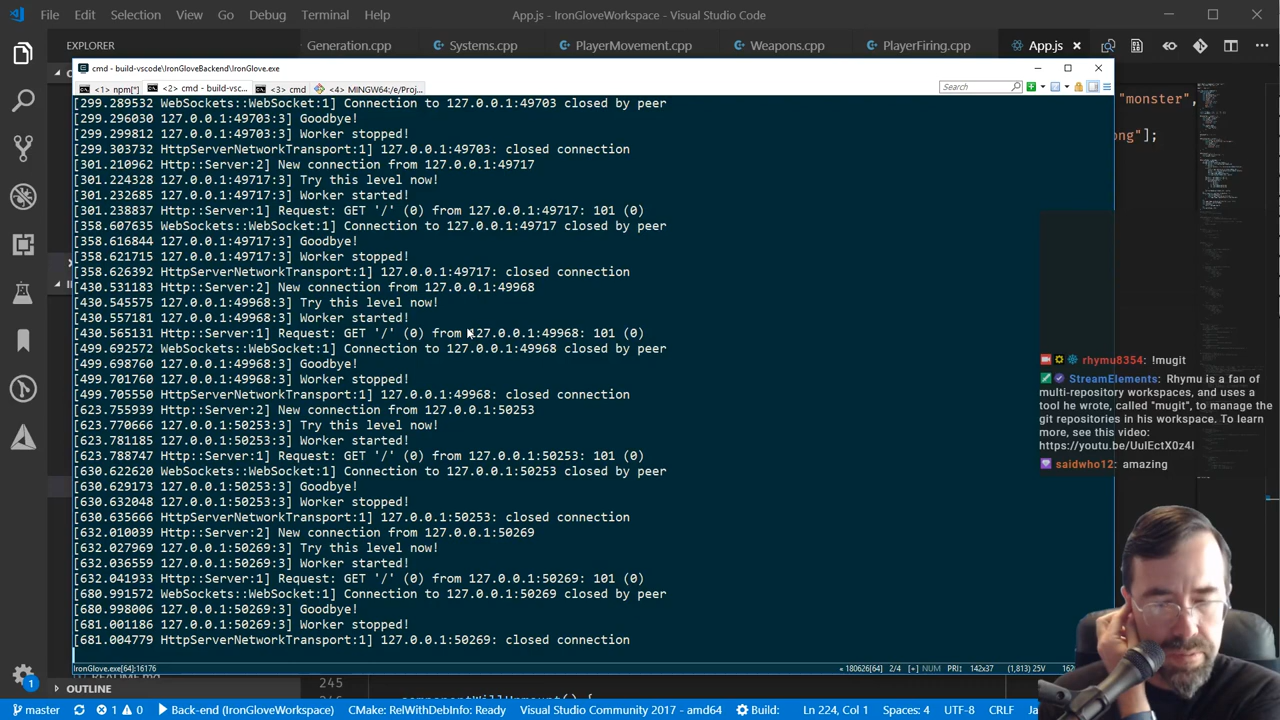 File Edit Selection View Go Debug Terminal Help App.js - IronGloveWorkspace - Visual Studio Code
EXPLORER Generation.cpp Systems.cpp PlayerMovement.cpp Weapons.cpp PlayerFiring.cpp App.js
cmd - build-vscode\IronGloveBackend\IronGlove.exe
<1> npm[*] <2> cmd - build-vsc... <3> cmd <4> MINGW64:/e/Proj... Search
[299.289532 WebSockets::WebSocket:1] Connection to 127.0.0.1:49703 closed by peer
[299.296030 127.0.0.1:49703:3] Goodbye!
[299.299812 127.0.0.1:49703:3] Worker stopped!
[299.303732 HttpServerNetworkTransport:1] 127.0.0.1:49703: closed connection
[301.210962 Http::Server:2] New connection from 127.0.0.1:49717
[301.224328 127.0.0.1:49717:3] Try this level now!
[301.232685 127.0.0.1:49717:3] Worker started!
[301.238837 Http::Server:1] Request: GET '/' (0) from 127.0.0.1:49717: 101 (0)
[358.607635 WebSockets::WebSocket:1] Connection to 127.0.0.1:49717 closed by peer
[358.616844 127.0.0.1:49717:3] Goodbye!
[358.621715 127.0.0.1:49717:3] Worker stopped!
[358.626392 HttpServerNetworkTransport:1] 127.0.0.1:49717: closed connection
[430.531183 Http::Server:2] New connection from 127.0.0.1:49968
[430.545575 127.0.0.1:49968:3] Try this level now!
[430.557181 127.0.0.1:49968:3] Worker started!
[430.565131 Http::Server:1] Request: GET '/' (0) from 127.0.0.1:49968: 101 (0)
[499.692572 WebSockets::WebSocket:1] Connection to 127.0.0.1:49968 closed by peer
[499.698760 127.0.0.1:49968:3] Goodbye!
[499.701760 127.0.0.1:49968:3] Worker stopped!
[499.705550 HttpServerNetworkTransport:1] 127.0.0.1:49968: closed connection
[623.755939 Http::Server:2] New connection from 127.0.0.1:50253
[623.770666 127.0.0.1:50253:3] Try this level now!
[623.781185 127.0.0.1:50253:3] Worker started!
[623.788747 Http::Server:1] Request: GET '/' (0) from 127.0.0.1:50253: 101 (0)
[630.622620 WebSockets::WebSocket:1] Connection to 127.0.0.1:50253 closed by peer
[630.629173 127.0.0.1:50253:3] Goodbye!
[630.632048 127.0.0.1:50253:3] Worker stopped!
[630.635666 HttpServerNetworkTransport:1] 127.0.0.1:50253: closed connection
[632.010039 Http::Server:2] New connection from 127.0.0.1:50269
[632.027969 127.0.0.1:50269:3] Try this level now!
[632.036559 127.0.0.1:50269:3] Worker started!
[632.041933 Http::Server:1] Request: GET '/' (0) from 127.0.0.1:50269: 101 (0)
[680.991572 WebSockets::WebSocket:1] Connection to 127.0.0.1:50269 closed by peer
[680.998006 127.0.0.1:50269:3] Goodbye!
[681.001186 127.0.0.1:50269:3] Worker stopped!
[681.004779 HttpServerNetworkTransport:1] 127.0.0.1:50269: closed connection
IronGlove.exe[64]:16176 « 180626[64] 2/4 [+] NUM PRI↕ 142x37 (1,813) 25V
"monster",
ong"];
rhymu8354: !mugit
StreamElements: Rhymu is a fan of
multi-repository workspaces, and uses a
tool he wrote, called "mugit", to manage the
git repositories in his workspace. To learn
more, see this video:
https://youtu.be/UuIEctX0z4I
saidwho12: amazing
245
OUTLINE
1
master 1 0 Back-end (IronGloveWorkspace) CMake: RelWithDebInfo: Ready Visual Studio Community 2017 - amd64 Build: Ln 224, Col 1 Spaces: 4 UTF-8 CRLF